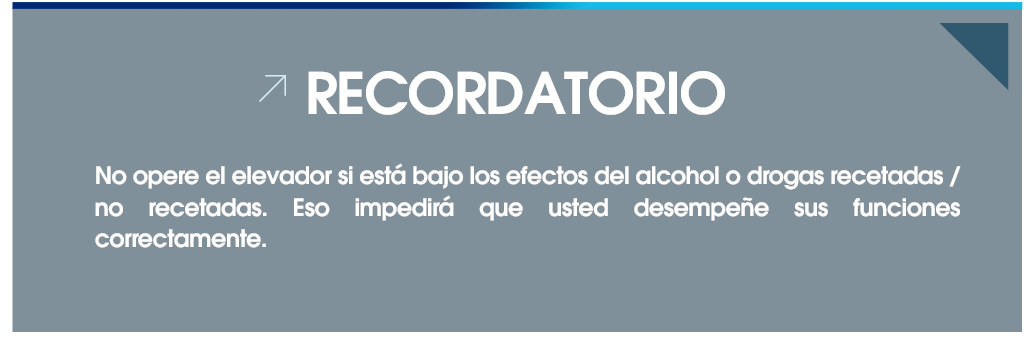 RECORDATORIO
No opere el elevador si está bajo los efectos del alcohol o drogas recetadas /
no recetadas. Eso impedirá que usted desempeñe sus funciones
correctamente.